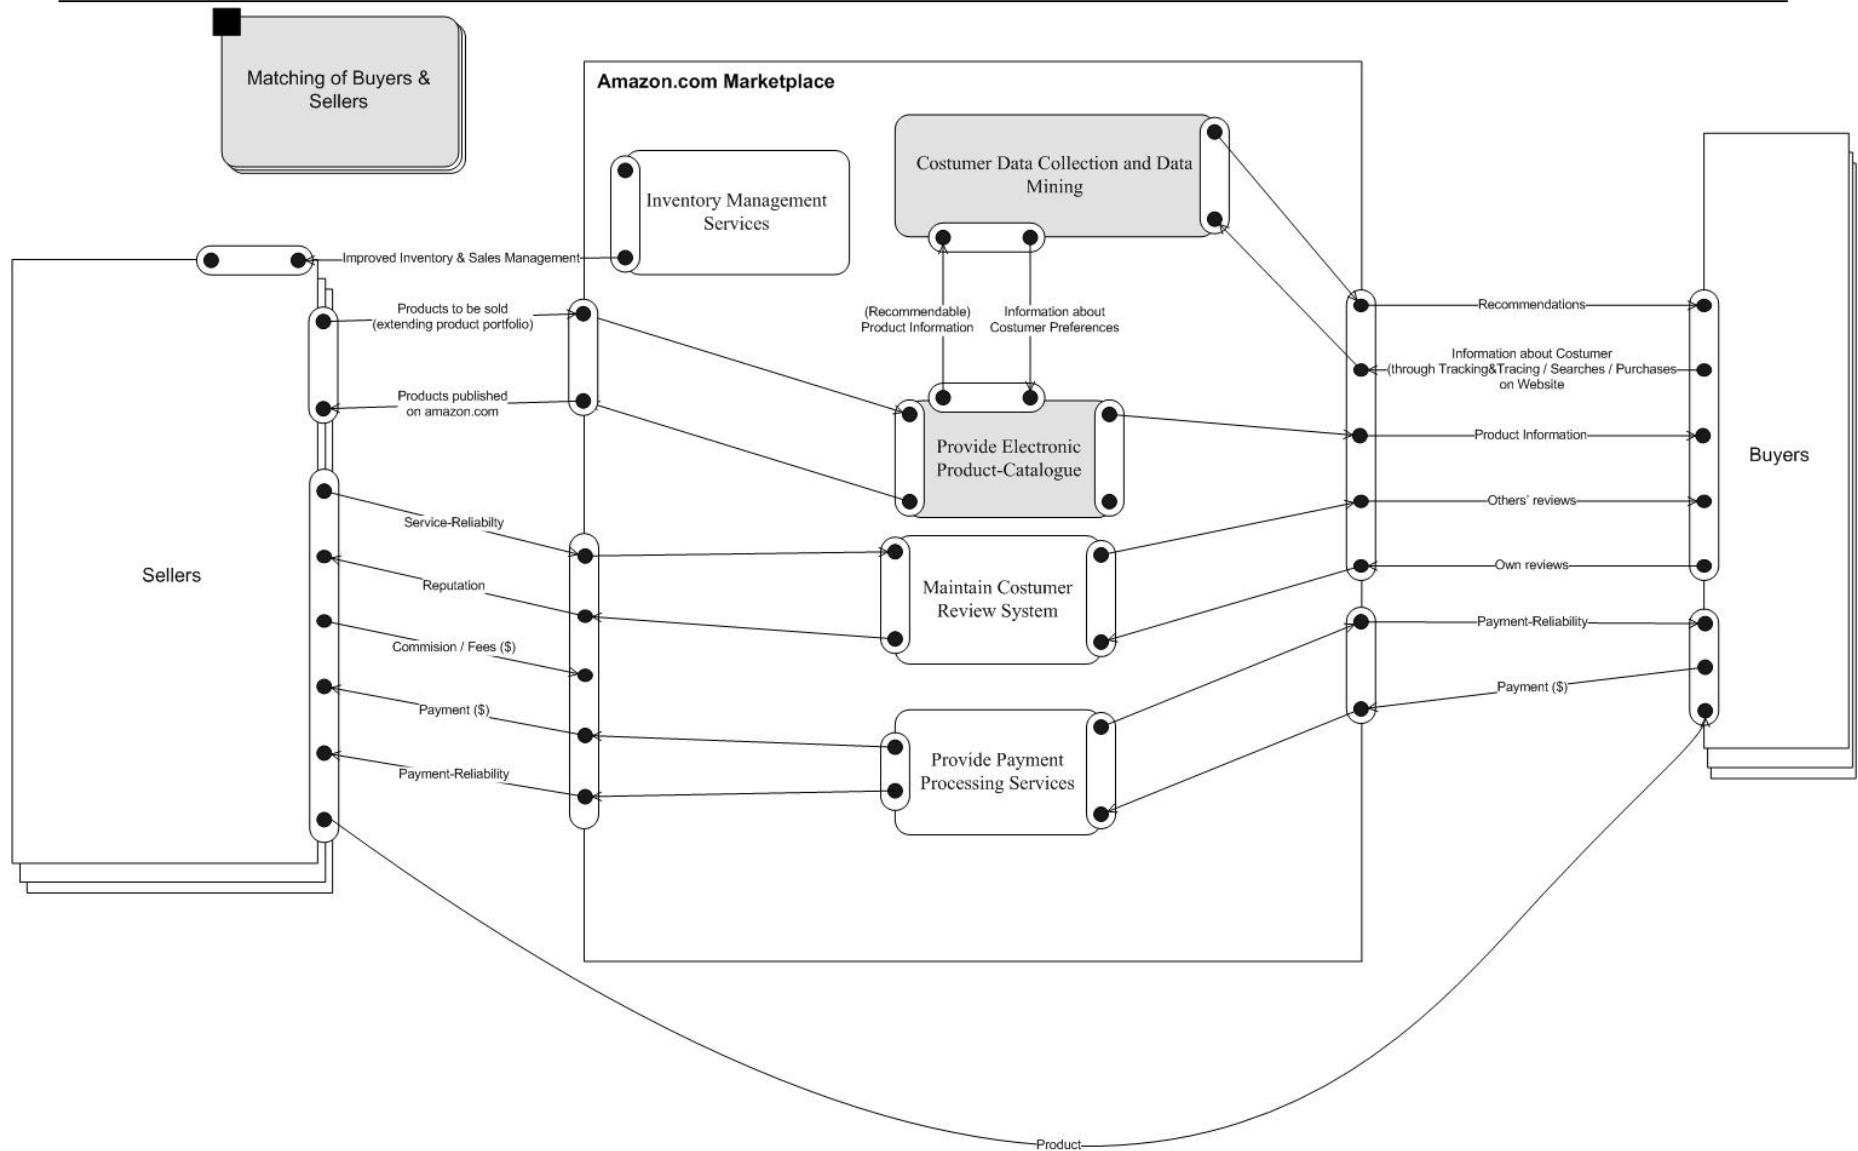 Matching of Buyers &
Sellers
Amazon.com Marketplace
Costumer Data Collection and Data
Mining
Inventory Management
Services
Improved Inventory & Sales Management
Products to be sold
(extending product portfolio)
(Recommendable)
Product Information
Information about
Costumer Preferences
Recommendations
Information about Costumer
(through Tracking&Tracing / Searches / Purchases
on Website
Products published
on amazon.com
Provide Electronic
Product-Catalogue
Product Information
Buyers
Others' reviews
Service-Reliabilty
Sellers
Reputation
Maintain Costumer
Review System
Own reviews
Commision / Fees ($)
Payment-Reliability
Payment ($)
Payment ($)
Payment-Reliability
Provide Payment
Processing Services
Product